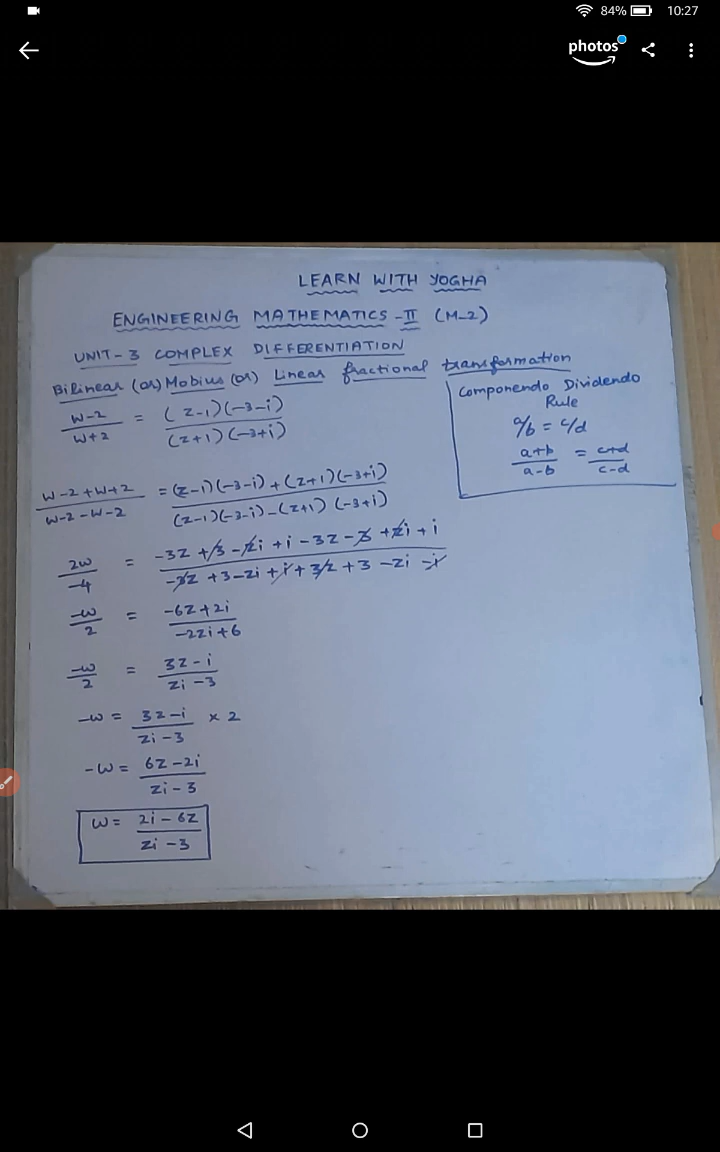 84% 10:27
photos
LEARN WITH YOGHA
ENGINEERING MATHEMATICS -II (M-2)
UNIT-3 COMPLEX DIFFERENTIATION
Bilinear (or) Mobius (or) Linear fractional transformation
w-2/w+2 = (z-1)(-3-i)/(z+1)(-3+i)
Componendo Dividendo
Rule
a/b = c/d
a+b/a-b = c+d/c-d
w-2+w+2/w-2-w-2 = (z-1)(-3-i)+(z+1)(-3+i)/(z-1)(-3-i)-(z+1)(-3+i)
2w/-4 = -3z+3-zi+i-3z-3+zi+i/-3z+3-zi+i+3z+3-zi-i
-w/2 = -6z+2i/-2zi+6
-w/2 = 3z-i/zi-3
-w = 3z-i/zi-3 × 2
-w = 6z-2i/zi-3
w = 2i-6z/zi-3